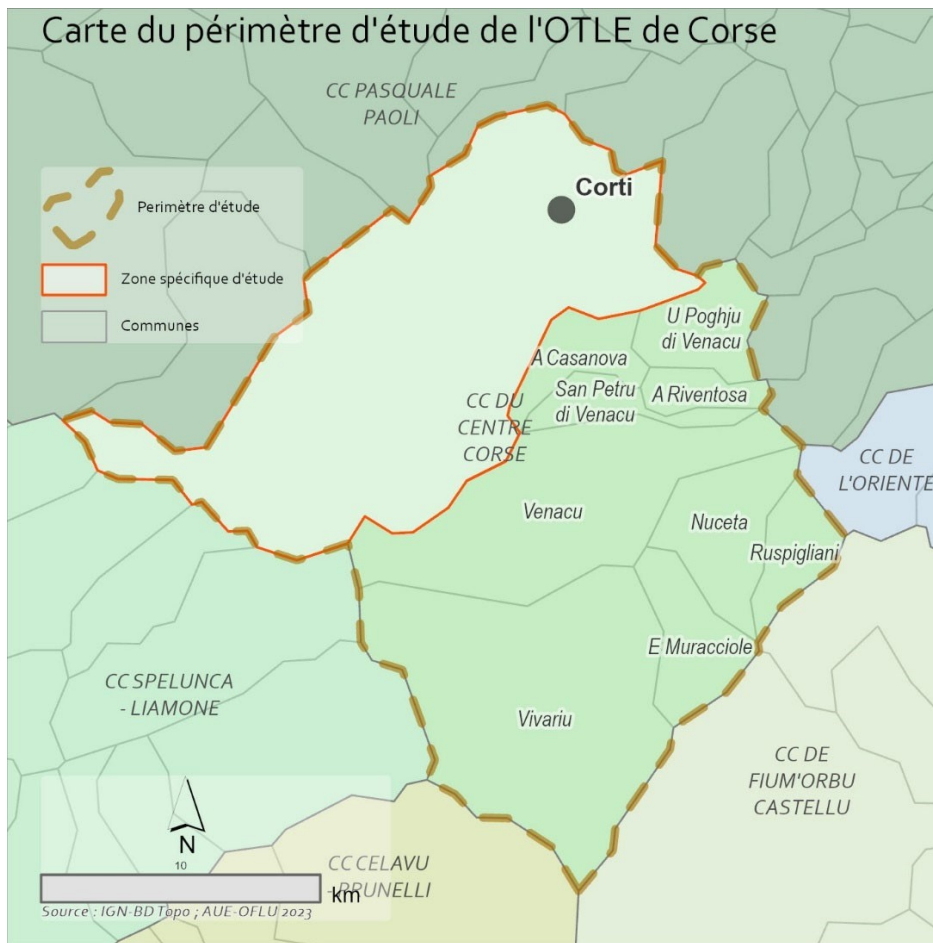 Carte du périmètre d'étude de l'OTLE de Corse
CC PASQUALE
PAOLI
Perimètre d'étude
Zone spécifique d'étude
Communes
Corti
U Poghju
di Venacu
A Casanova
San Petru
di Venacu
A Riventosa
CC DU
CENTRE
CORSE
CC DE
L'ORIENTE
Venacu
Nuceta
Ruspigliani
E Muracciole
CC SPELUNCA
- LIAMONE
Vivariu
CC DE
FIUM'ORBU
CASTELLU
N
10
km
CC CELAVU
- PRUNELLI
Source : IGN-BD Topo ; AUE-OFLU 2023